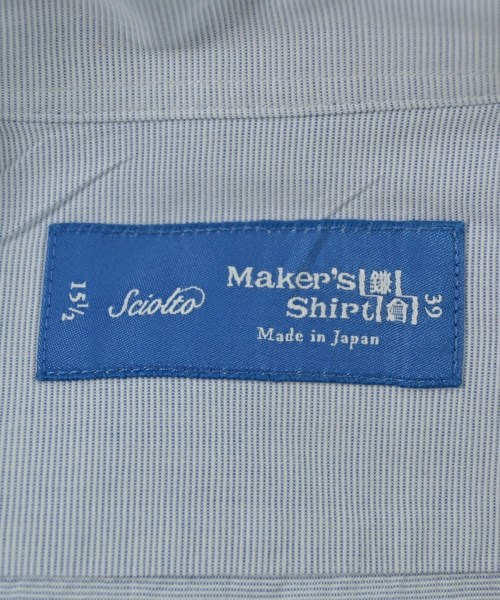 15½
Sciolto
Maker's 鎌
Shirt 倉
Made in Japan
39